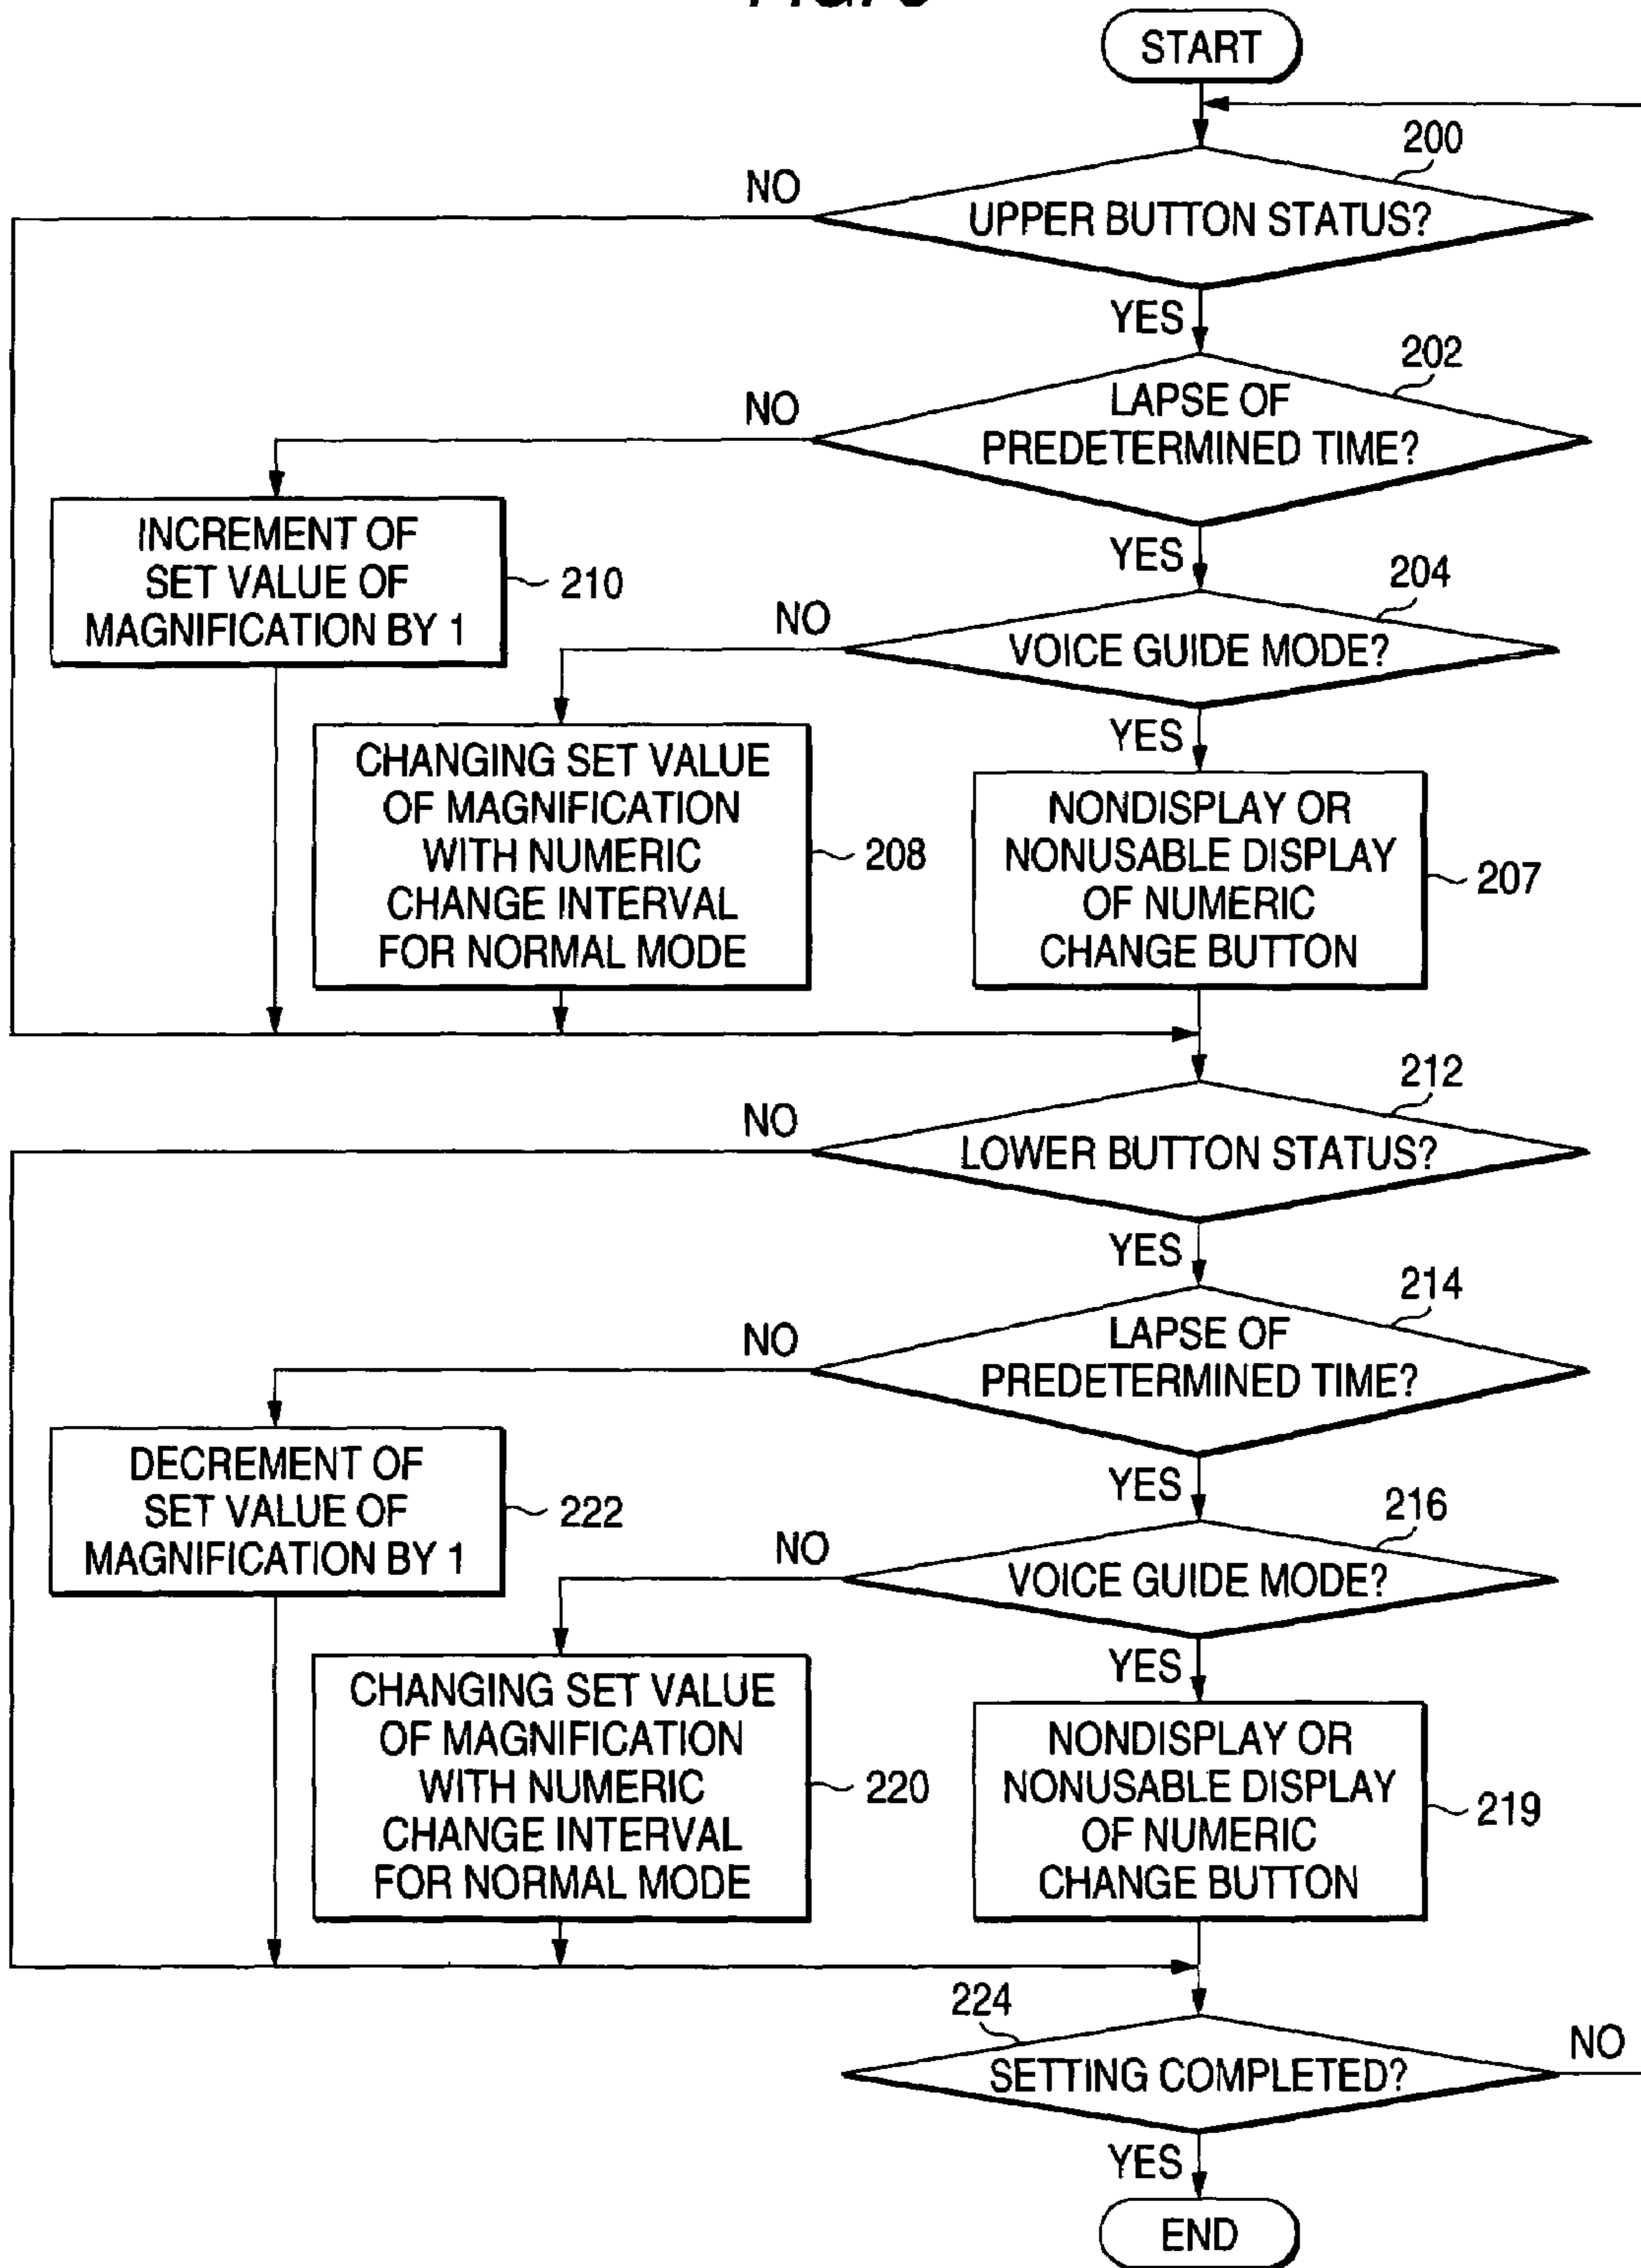 START
200
NO
UPPER BUTTON STATUS?
YES
202
NO
LAPSE OF
PREDETERMINED TIME?
YES
INCREMENT OF
SET VALUE OF
MAGNIFICATION BY 1
210
204
NO
VOICE GUIDE MODE?
YES
CHANGING SET VALUE
OF MAGNIFICATION
WITH NUMERIC
CHANGE INTERVAL
FOR NORMAL MODE
208
NONDISPLAY OR
NONUSABLE DISPLAY
OF NUMERIC
CHANGE BUTTON
207
212
NO
LOWER BUTTON STATUS?
YES
214
NO
LAPSE OF
PREDETERMINED TIME?
YES
DECREMENT OF
SET VALUE OF
MAGNIFICATION BY 1
222
216
NO
VOICE GUIDE MODE?
YES
CHANGING SET VALUE
OF MAGNIFICATION
WITH NUMERIC
CHANGE INTERVAL
FOR NORMAL MODE
220
NONDISPLAY OR
NONUSABLE DISPLAY
OF NUMERIC
CHANGE BUTTON
219
224
SETTING COMPLETED?
NO
YES
END